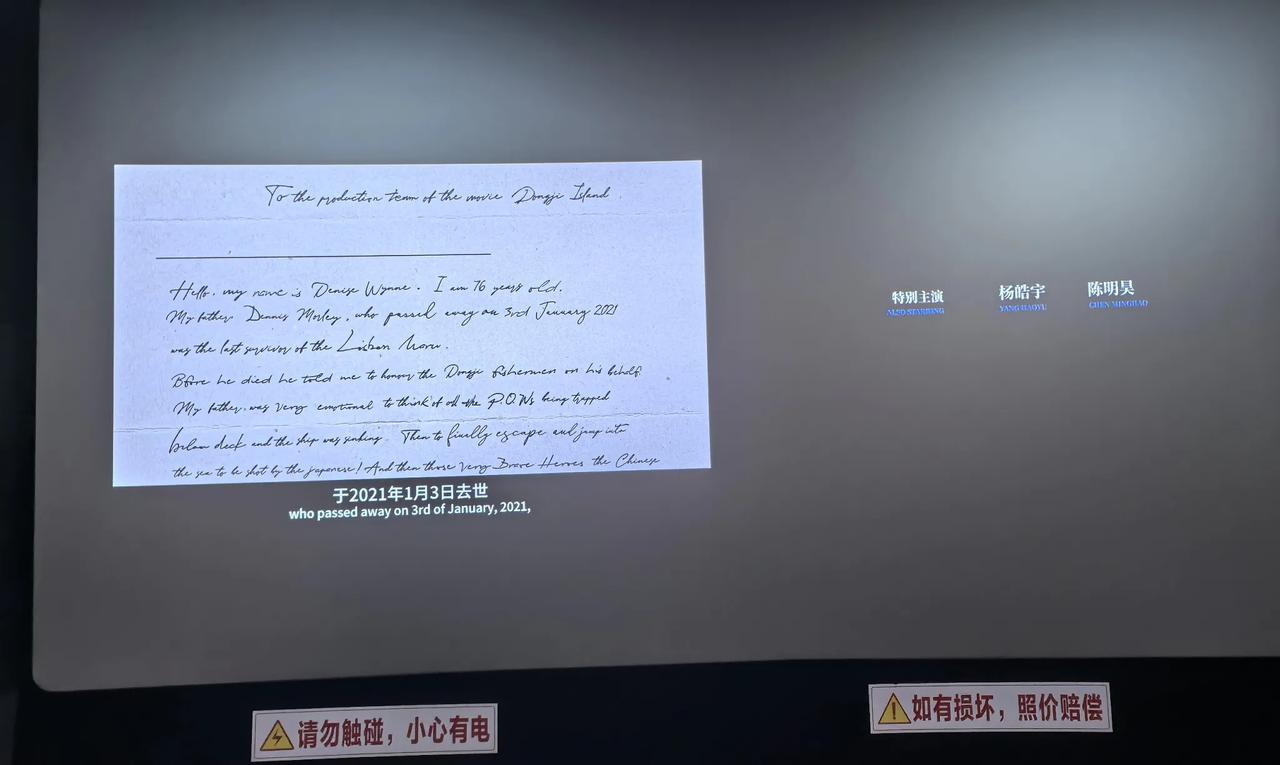 To the production team of the movie Dongji Island
Hello, my name is Denise Wynne. I am 76 years old.
My father, Dennis Morley, who passed away on 3rd January 2021
was the last survivor of the Lisbon Maru.
Bfore he died he told me to honour the Dongji fishermen on his behalf.
My father was very emotional to think of all the P.O.Ws being trapped
below deck and the ship was sinking. Then to finally escape and jump into
the sea to be shot by the japanese! And then those very Brave Heroes the Chinese
于2021年1月3日去世
who passed away on 3rd of January, 2021,
特别主演 杨皓宇 陈明昊
ALSO STARRING YANG HAOYU CHEN MINGHAO
请勿触碰，小心有电
如有损坏，照价赔偿